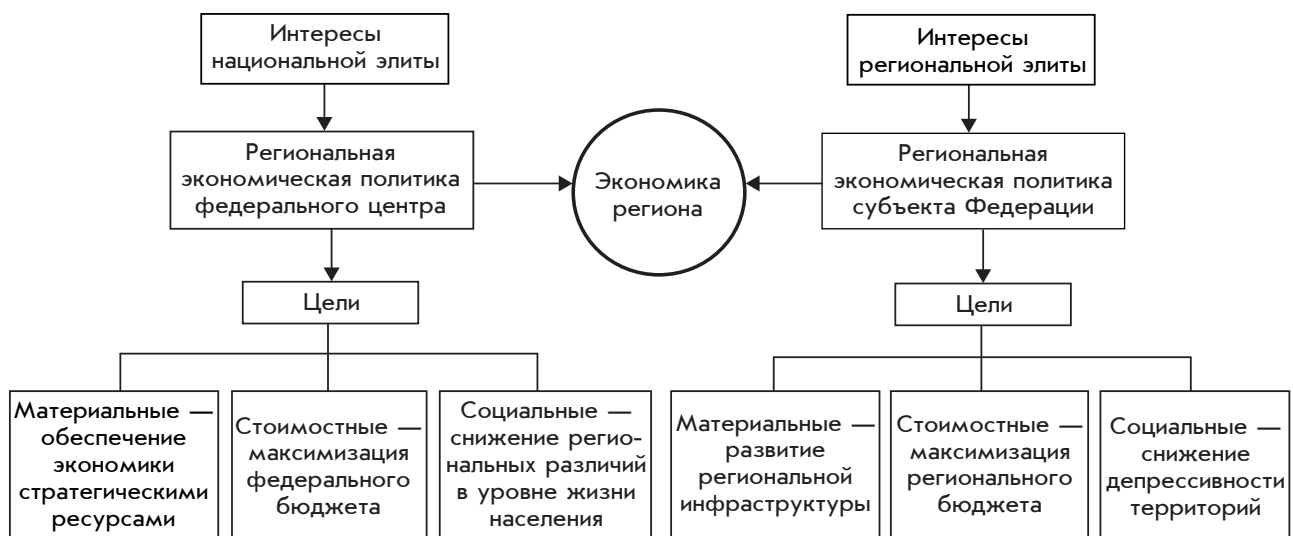 Интересы
национальной элиты
Интересы
региональной элиты
Региональная
экономическая политика
федерального центра
Экономика
региона
Региональная
экономическая политика
субъекта Федерации
Цели
Цели
Материальные —
обеспечение
экономики
стратегическими
ресурсами
Стоимостные —
максимизация
федерального
бюджета
Социальные —
снижение регио-
нальных различий
в уровне жизни
населения
Материальные —
развитие
региональной
инфраструктуры
Стоимостные —
максимизация
регионального
бюджета
Социальные —
снижение
депрессивности
территорий